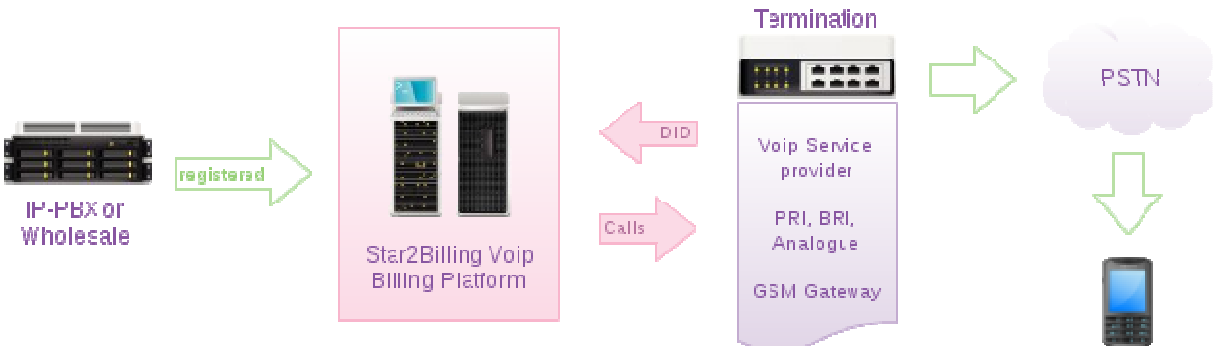 IP-PBX or
Wholesale
registered
Star2Billing Voip
Billing Platform
DID
Calls
Termination
Voip Service
provider
PRI, BRI,
Analogue
GSM Gateway
PSTN